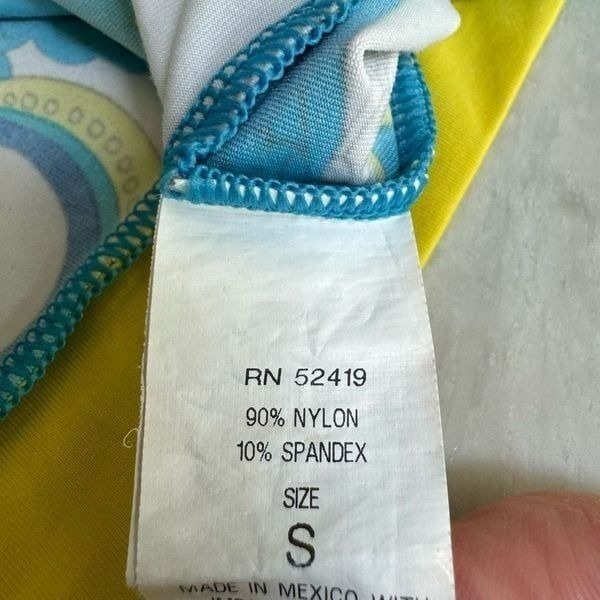 RN 52419
90% NYLON
10% SPANDEX
SIZE
S
MADE IN MEXICO WITH